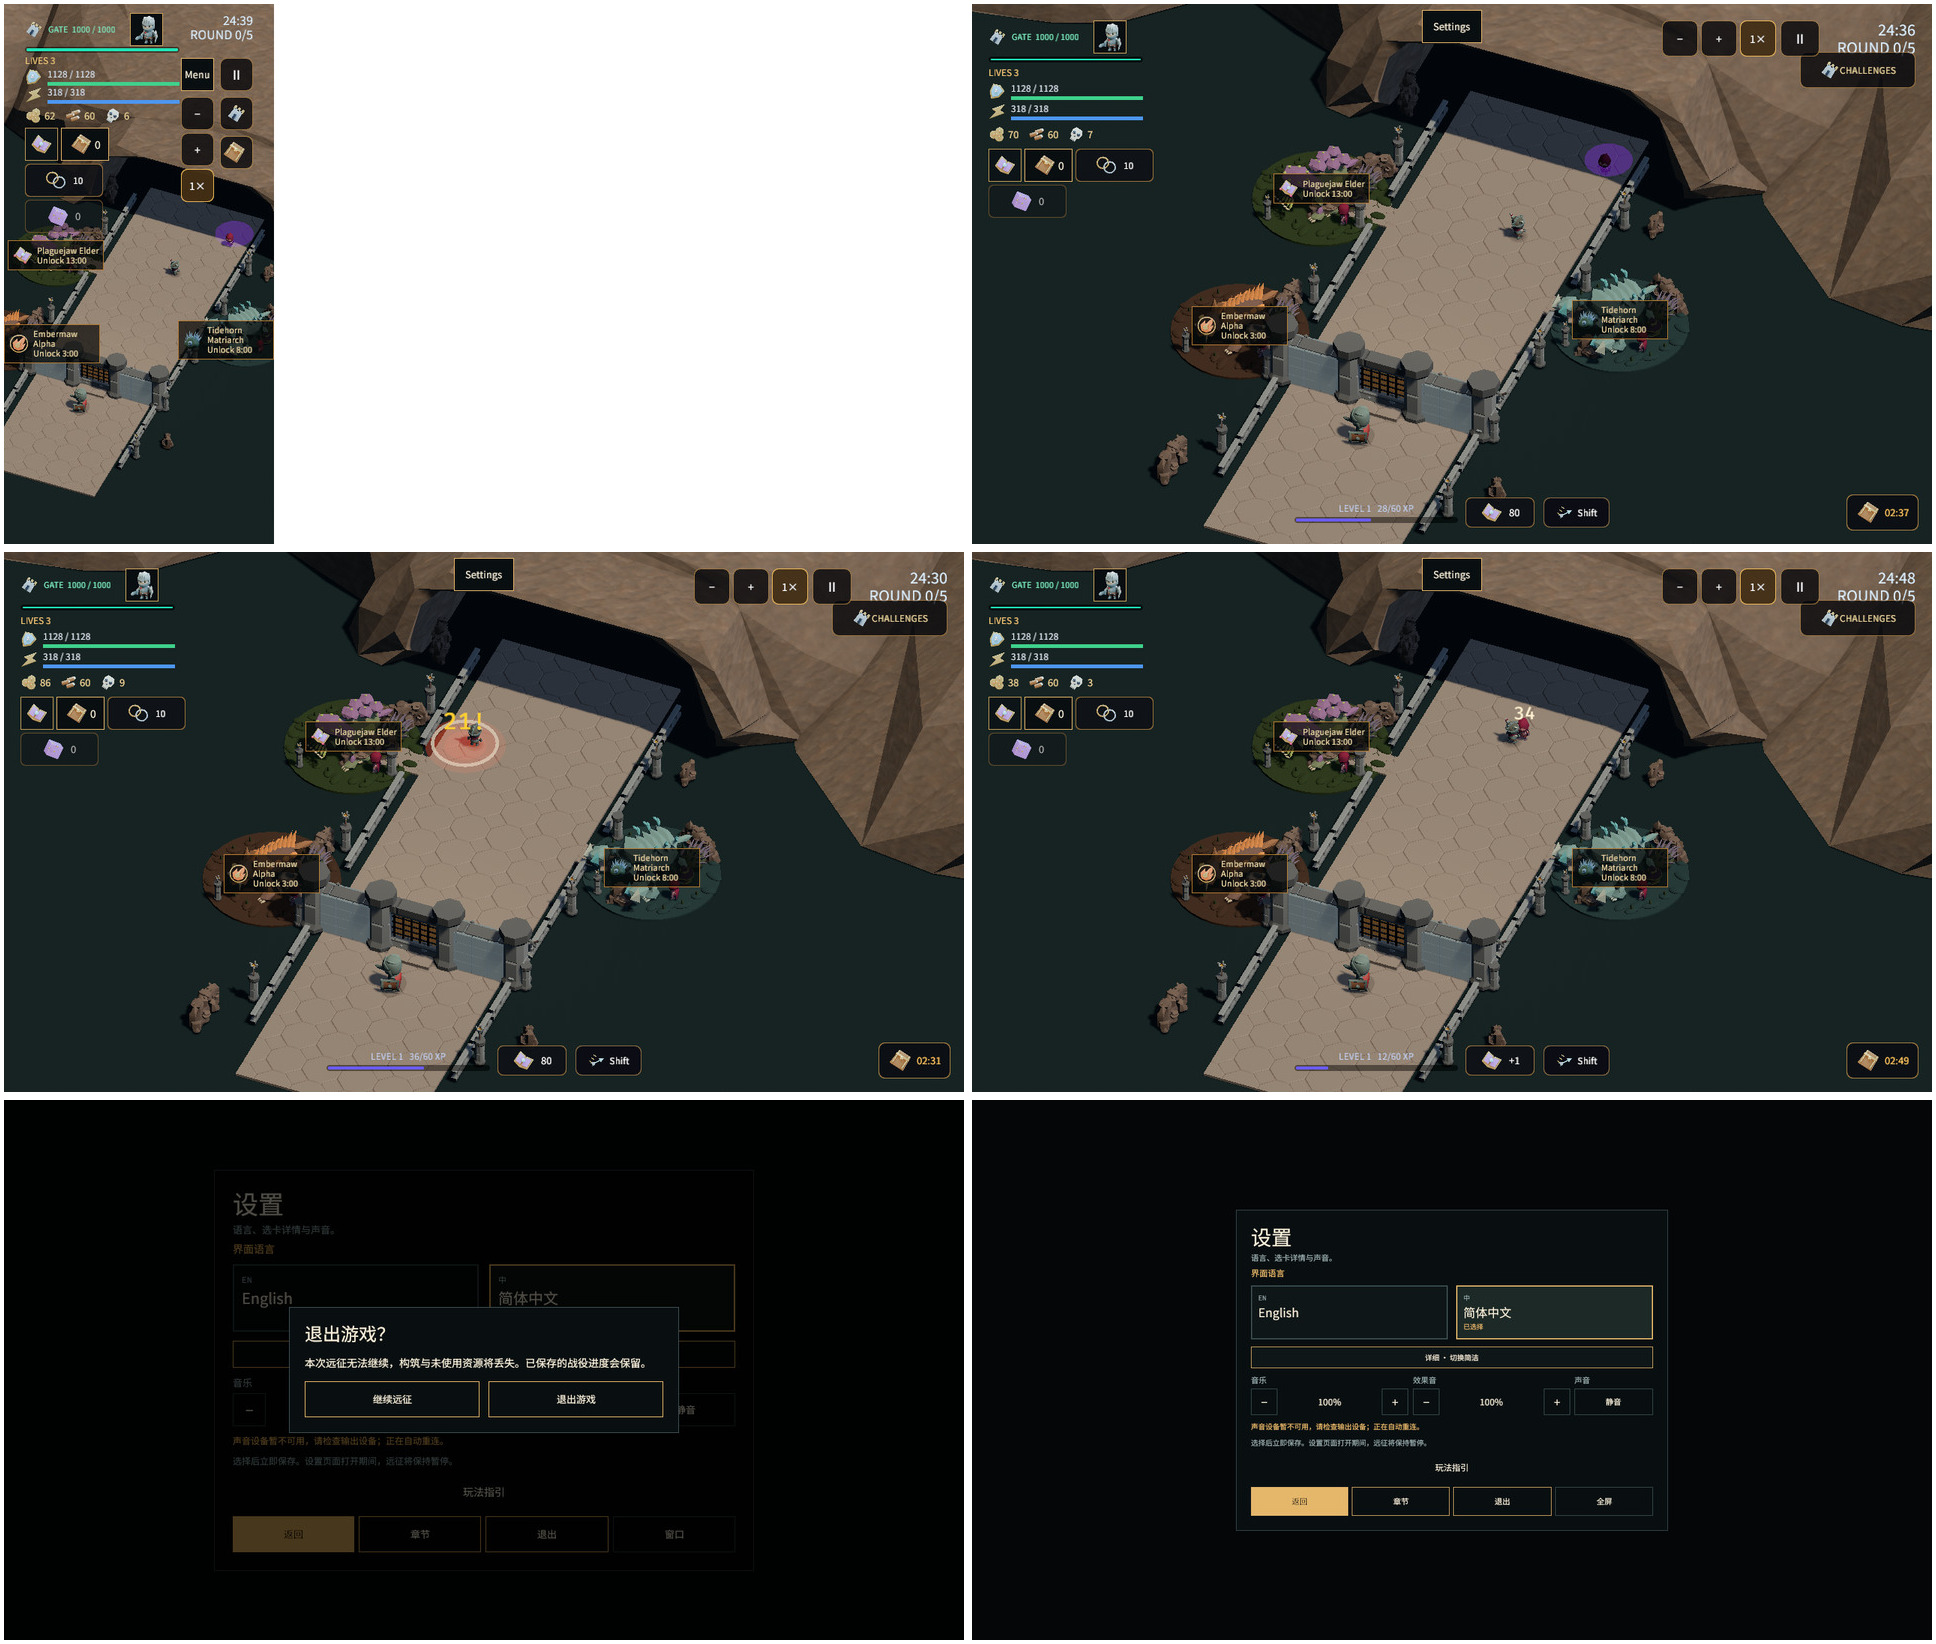 GATE 1000 / 1000
24:39
ROUND 0/5
LIVES 3
1128 / 1128
Menu
318 / 318
−
62
60
6
0
+
10
1×
0
Plaguejaw Elder
Unlock 13:00
Embermaw
Alpha
Unlock 3:00
Tidehorn
Matriarch
Unlock 8:00
GATE 1000 / 1000
Settings
−
+
1×
24:36
ROUND 0/5
CHALLENGES
LIVES 3
1128 / 1128
318 / 318
70
60
7
0
10
0
Plaguejaw Elder
Unlock 13:00
Embermaw
Alpha
Unlock 3:00
Tidehorn
Matriarch
Unlock 8:00
LEVEL 1 28/60 XP
80
Shift
02:37
GATE 1000 / 1000
Settings
−
+
1×
24:30
ROUND 0/5
CHALLENGES
LIVES 3
1128 / 1128
318 / 318
86
60
9
0
10
0
21!
Plaguejaw Elder
Unlock 13:00
Embermaw
Alpha
Unlock 3:00
Tidehorn
Matriarch
Unlock 8:00
LEVEL 1 36/60 XP
80
Shift
02:31
GATE 1000 / 1000
Settings
−
+
1×
24:48
ROUND 0/5
CHALLENGES
LIVES 3
1128 / 1128
318 / 318
38
60
3
0
10
0
34
Plaguejaw Elder
Unlock 13:00
Embermaw
Alpha
Unlock 3:00
Tidehorn
Matriarch
Unlock 8:00
LEVEL 1 12/60 XP
+1
Shift
02:49
设置
语言、选卡详情与声音。
界面语言
EN
English
中
简体中文
退出游戏？
本次远征无法继续，构筑与未使用资源将丢失。已保存的战役进度会保留。
继续远征
退出游戏
音乐
−
静音
声音设备暂不可用，请检查输出设备；正在自动重连。
选择后立即保存。设置页面打开期间，远征将保持暂停。
玩法指引
返回
章节
退出
窗口
设置
语言、选卡详情与声音。
界面语言
EN
English
中
简体中文
已选择
详细 · 切换简洁
音乐
效果音
声音
−
100%
+
−
100%
+
静音
声音设备暂不可用，请检查输出设备；正在自动重连。
选择后立即保存。设置页面打开期间，远征将保持暂停。
玩法指引
返回
章节
退出
全屏